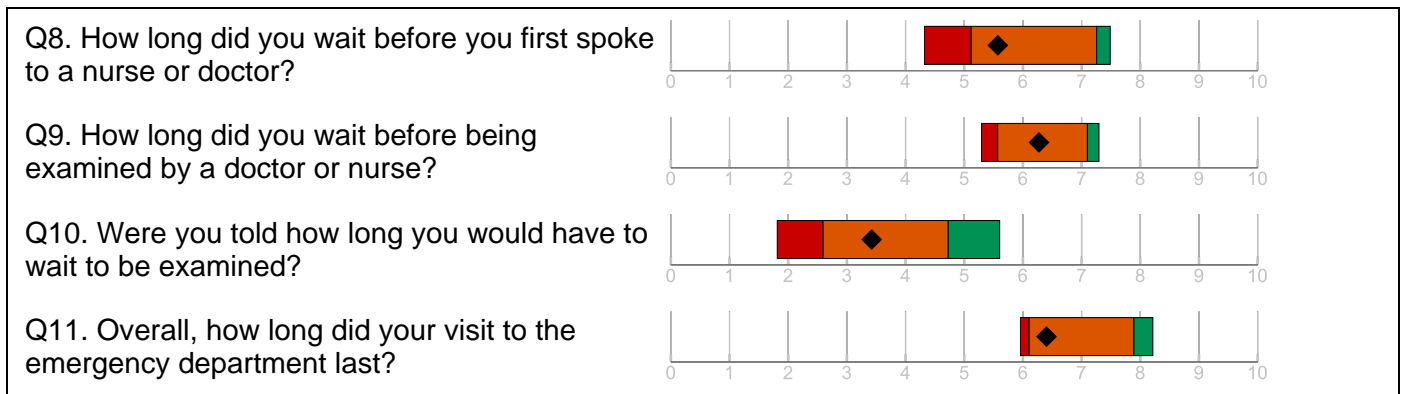 Q8. How long did you wait before you first spoke
to a nurse or doctor?
0 1 2 3 4 5 6 7 8 9 10
Q9. How long did you wait before being
examined by a doctor or nurse?
0 1 2 3 4 5 6 7 8 9 10
Q10. Were you told how long you would have to
wait to be examined?
0 1 2 3 4 5 6 7 8 9 10
Q11. Overall, how long did your visit to the
emergency department last?
0 1 2 3 4 5 6 7 8 9 10